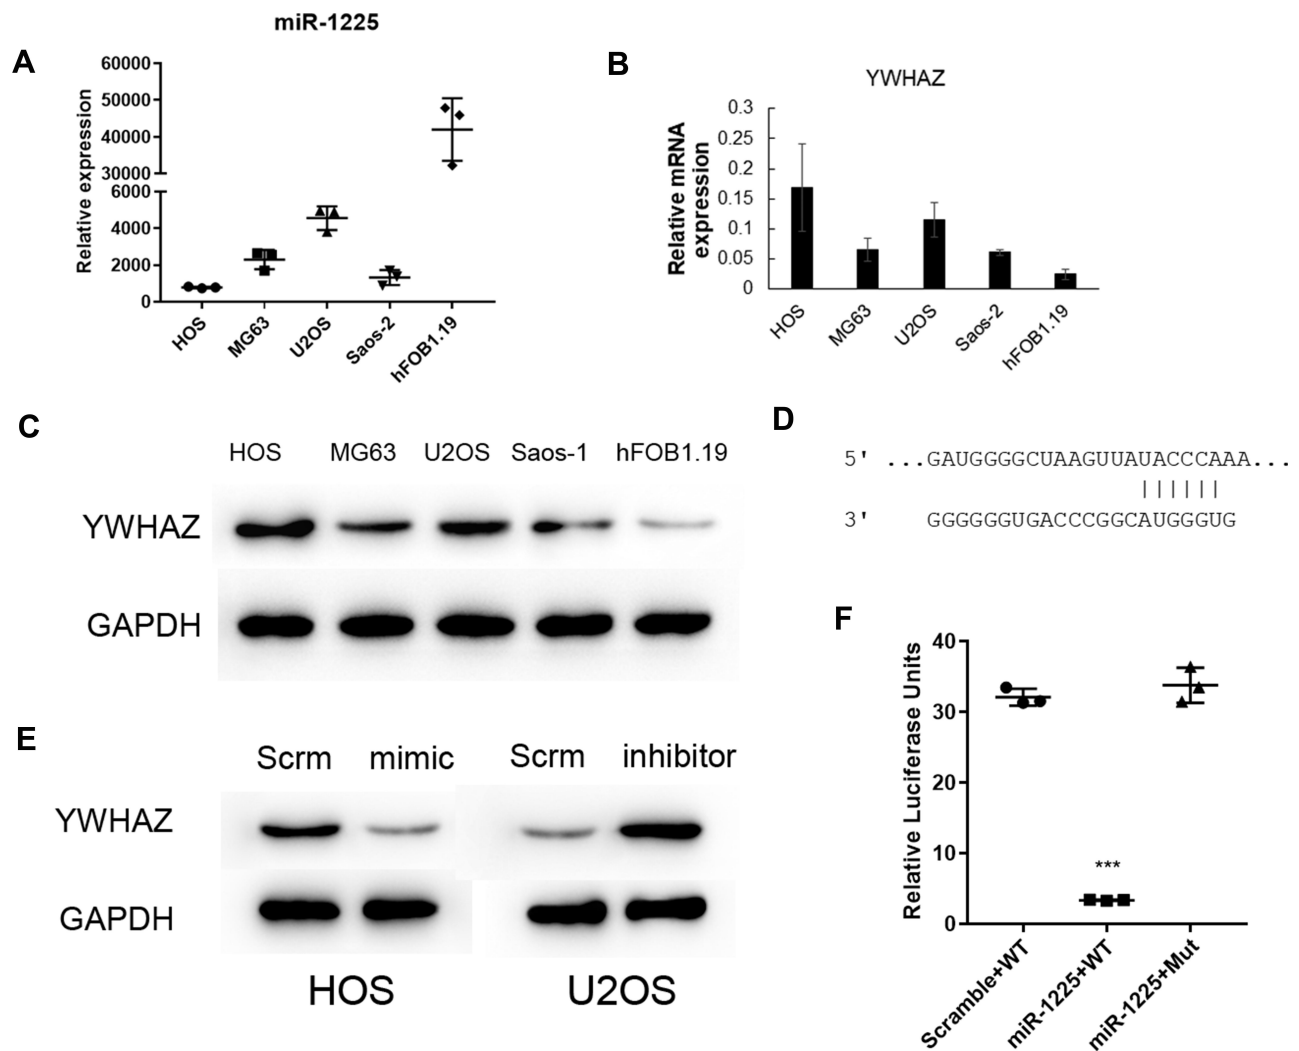 A
miR-1225
Relative expression
60000
50000
40000
30000
6000
4000
2000
0
HOS
MG63
U2OS
Saos-2
hFOB1.19
B
YWHAZ
Relative mRNA
expression
0.3
0.25
0.2
0.15
0.1
0.05
0
HOS
MG63
U2OS
Saos-2
hFOB1.19
C
HOS MG63 U2OS Saos-1 hFOB1.19
YWHAZ
GAPDH
D
5' ...GAUGGGGCUAAGUUAUACCCAAA...
3' GGGGGGUGACCCGGCAUGGGUG
E
Scrm mimic Scrm inhibitor
YWHAZ
GAPDH
HOS U2OS
F
Relative Luciferase Units
40
30
20
10
0
***
Scramble+WT
miR-1225+WT
miR-1225+Mut